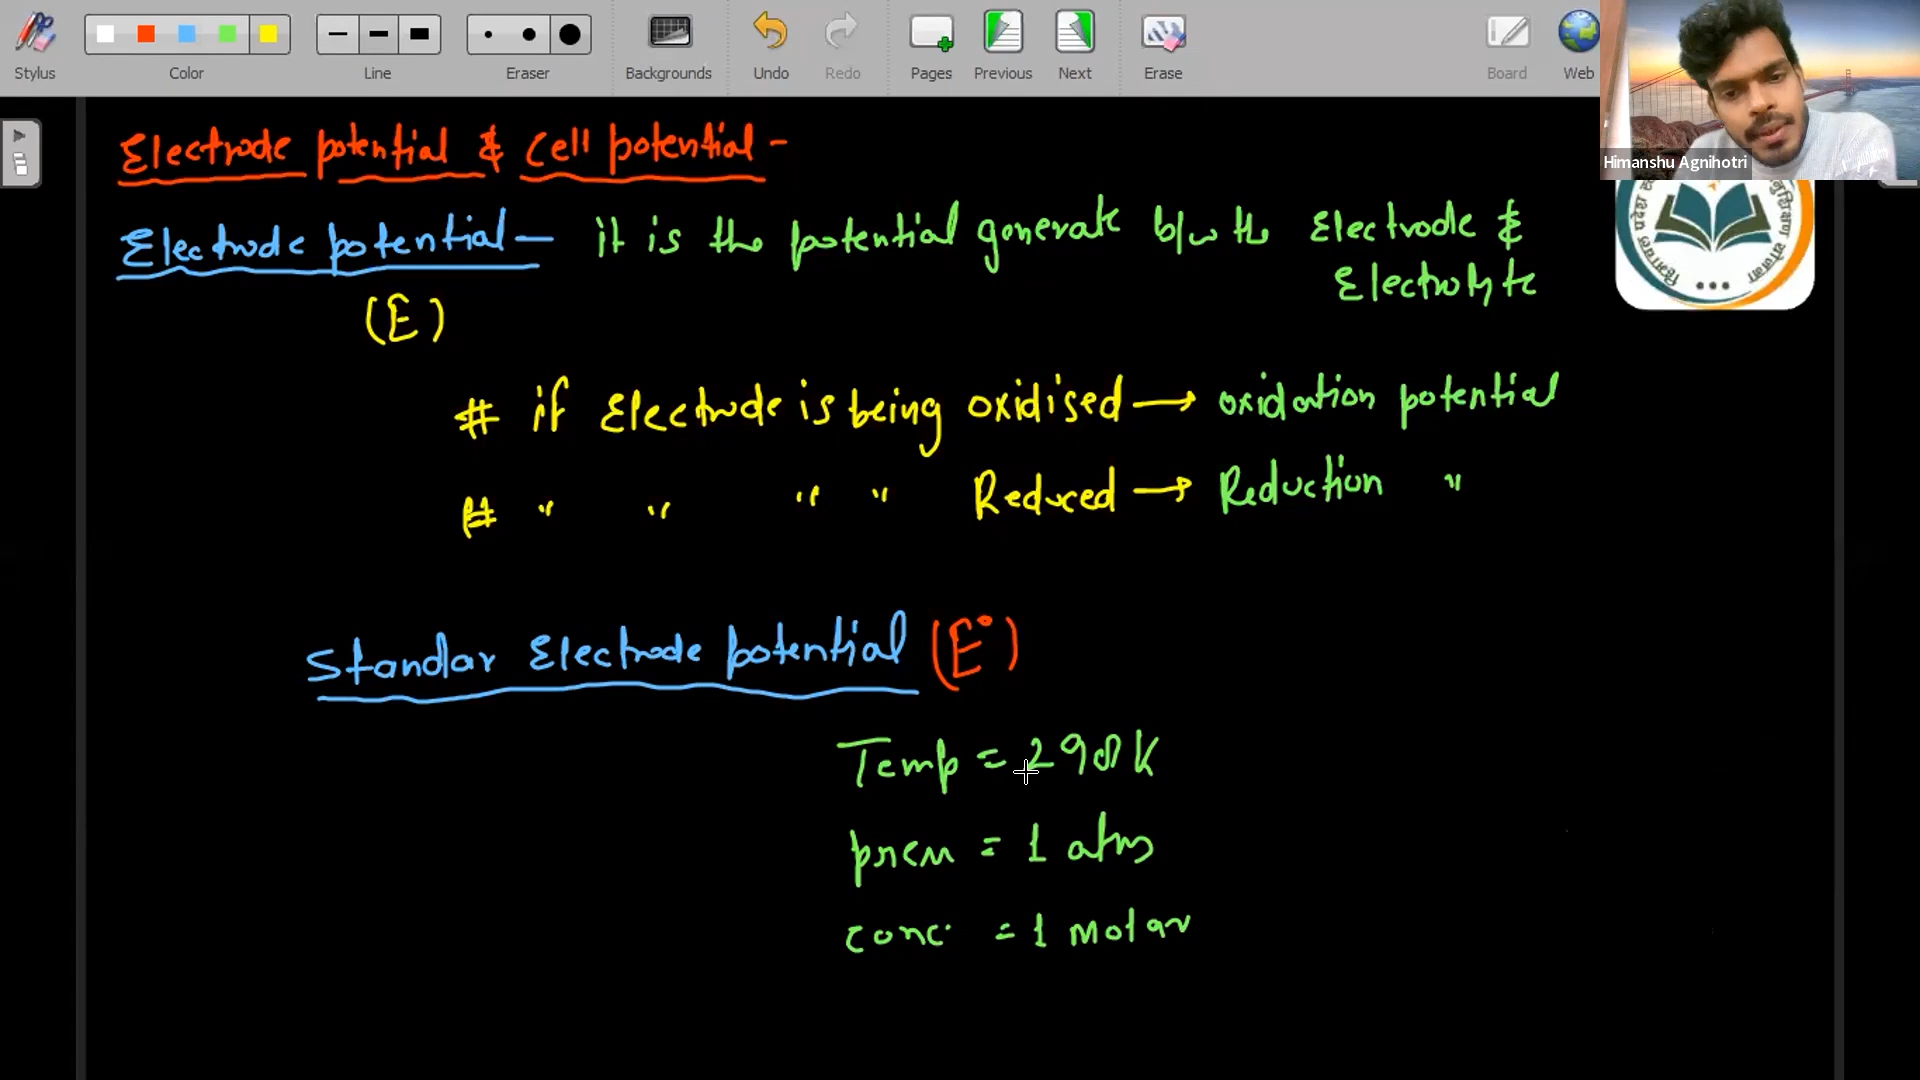 Stylus
Color
Line
Eraser
Backgrounds
Undo
Redo
Pages
Previous
Next
Erase
Board
Web
Himanshu Agnihotri
Electrode potential & Cell potential -
Electrode potential — it is the potential generate b/w the Electrode &
Electrolyte
(E)
# if Electrode is being oxidised → oxidation potential
# " " " " Reduced → Reduction "
Standar Electrode potential (E°)
Temp = 298 K
press = 1 atm
conc. = 1 molar